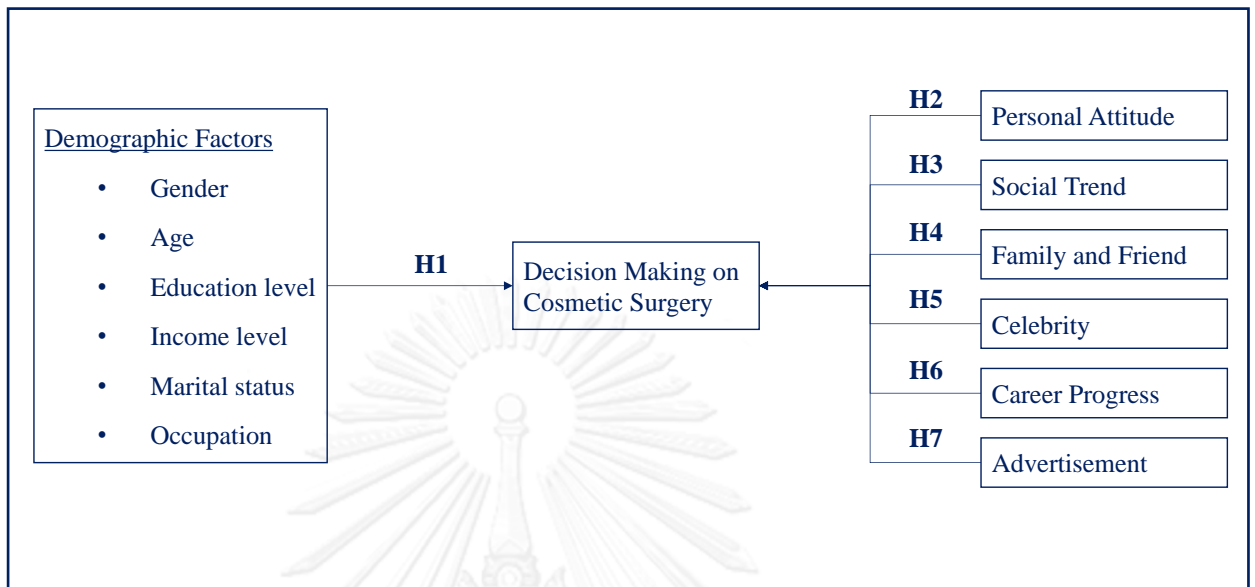 Demographic Factors
• Gender
• Age
• Education level
• Income level
• Marital status
• Occupation
H1
Decision Making on
Cosmetic Surgery
H2
Personal Attitude
H3
Social Trend
H4
Family and Friend
H5
Celebrity
H6
Career Progress
H7
Advertisement